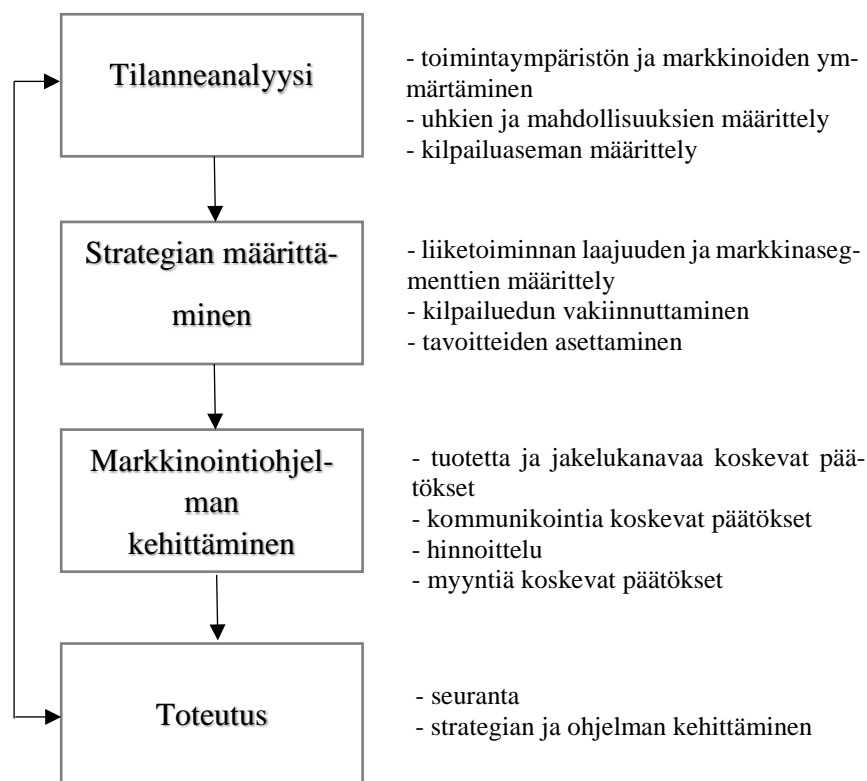 Tilanneanalyysi
- toimintaympäristön ja markkinoiden ym-
märtäminen
- uhkien ja mahdollisuuksien määrittely
- kilpailuaseman määrittely
Strategian määrittä-
minen
- liiketoiminnan laajuuden ja markkinaseg-
menttien määrittely
- kilpailuedun vakiinnuttaminen
- tavoitteiden asettaminen
Markkinointiohjel-
man
kehittäminen
- tuotetta ja jakelukanavaa koskevat pää-
tökset
- kommunikointia koskevat päätökset
- hinnoittelu
- myyntiä koskevat päätökset
Toteutus
- seuranta
- strategian ja ohjelman kehittäminen